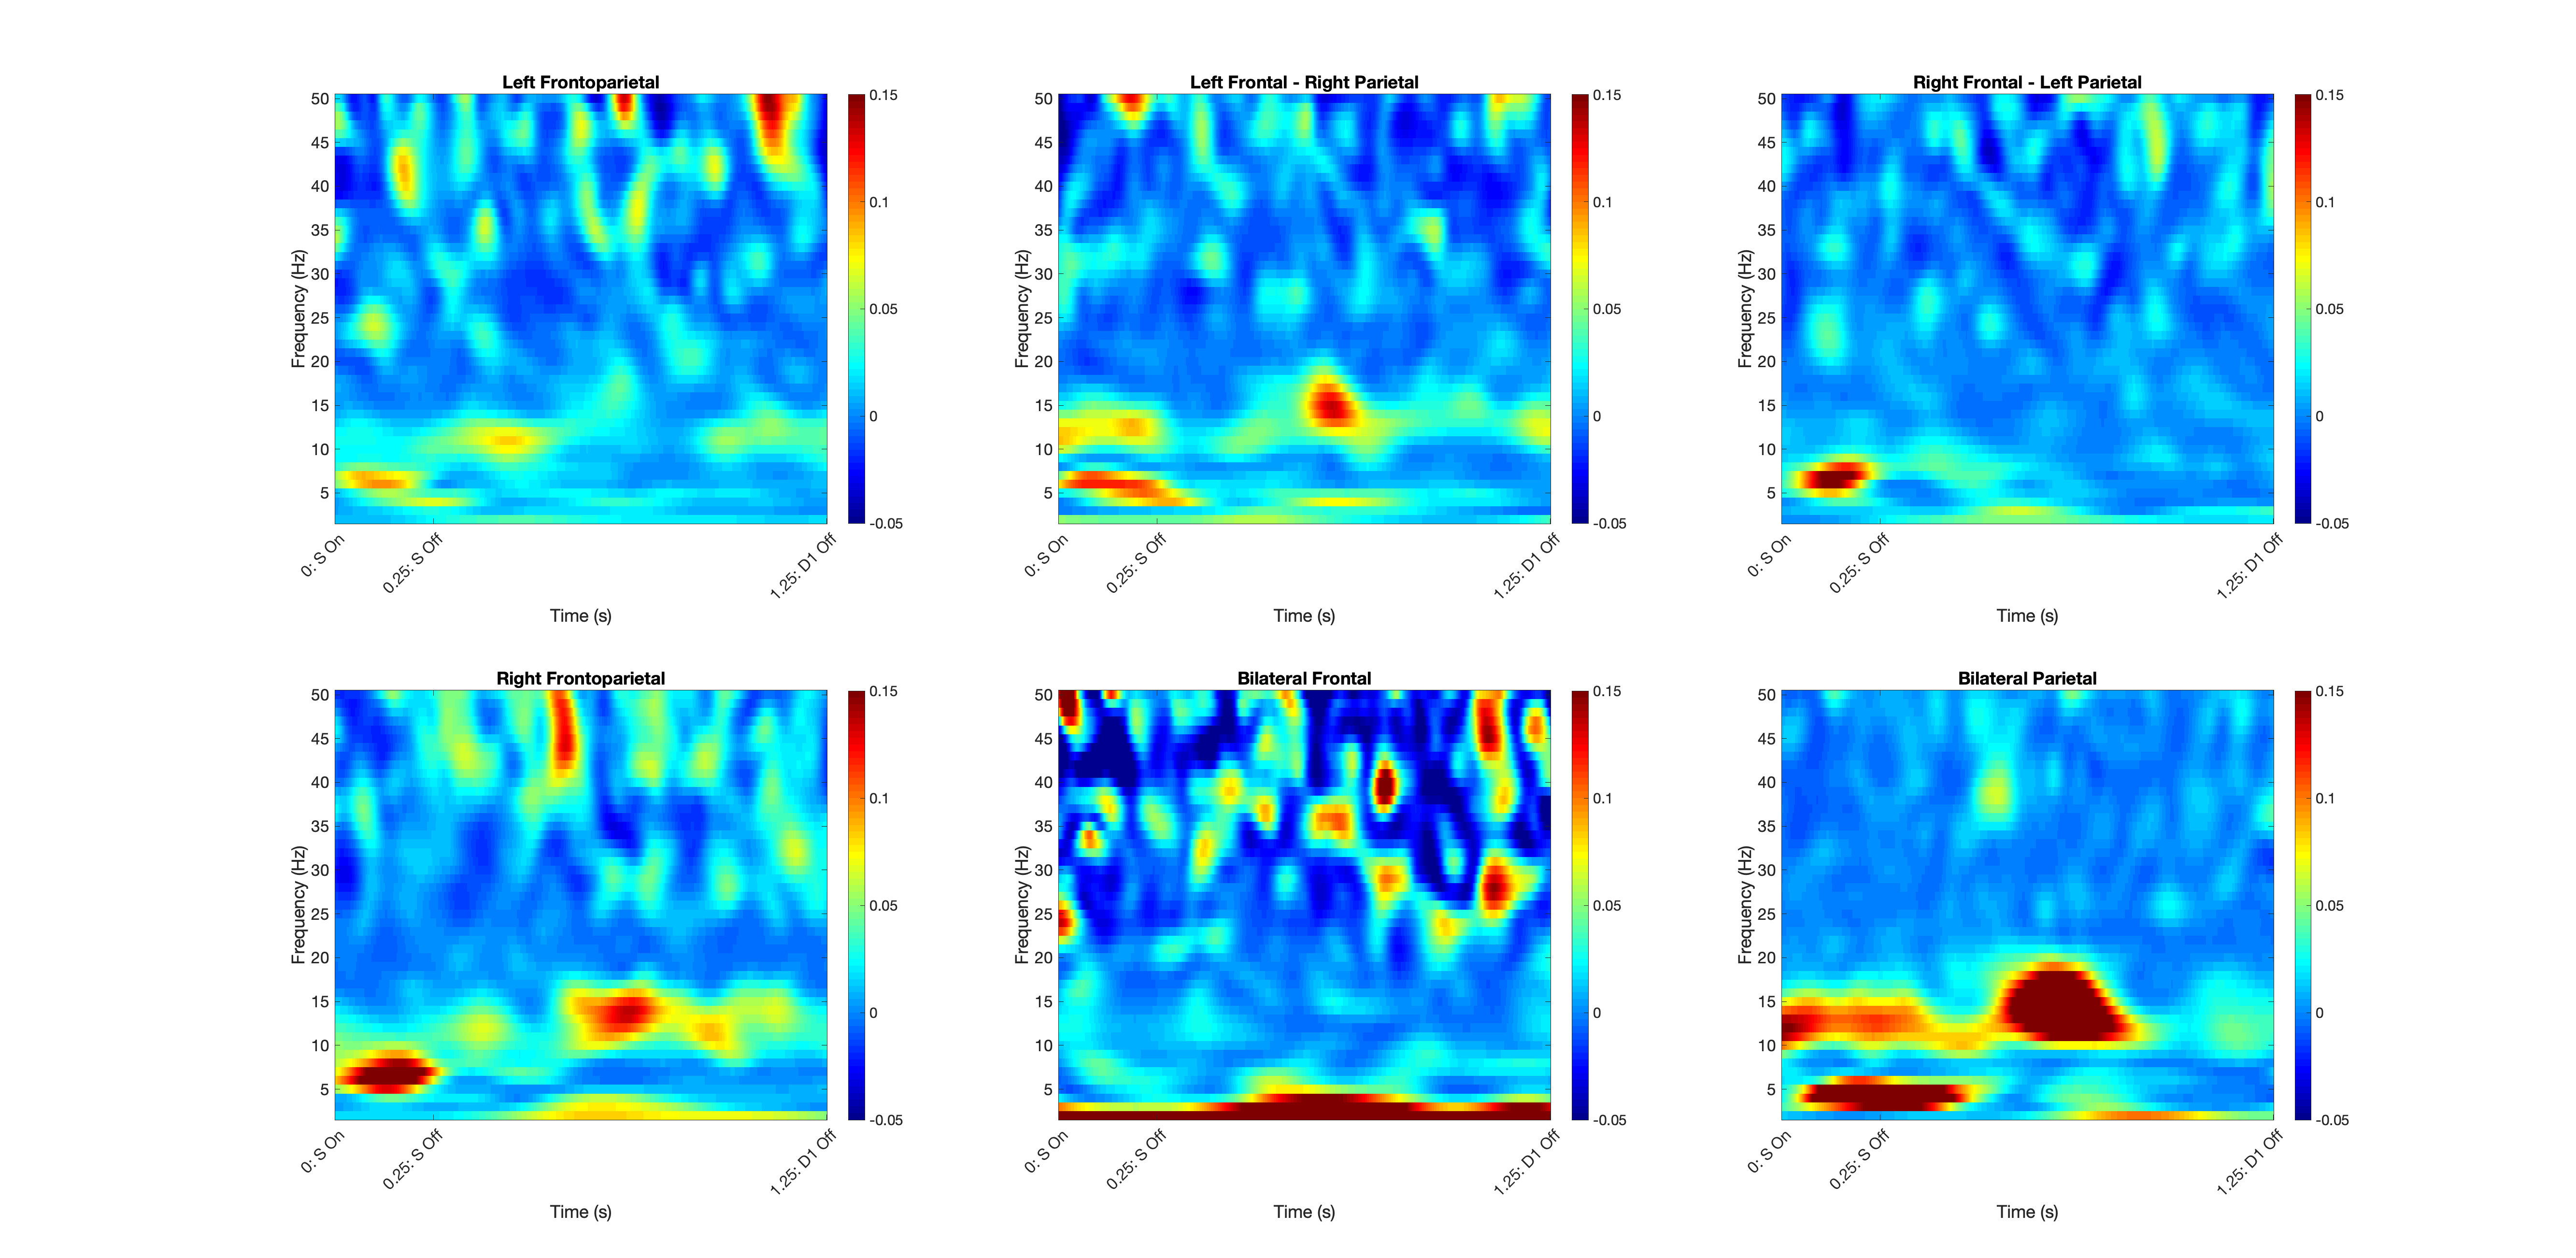 Left Frontoparietal
50
45
40
35
30
25
20
15
10
5
Frequency (Hz)
0: S On
0.25: S Off
1.25: D1 Off
Time (s)
0.15
0.1
0.05
0
-0.05
Left Frontal - Right Parietal
50
45
40
35
30
25
20
15
10
5
Frequency (Hz)
0: S On
0.25: S Off
1.25: D1 Off
Time (s)
0.15
0.1
0.05
0
-0.05
Right Frontal - Left Parietal
50
45
40
35
30
25
20
15
10
5
Frequency (Hz)
0: S On
0.25: S Off
1.25: D1 Off
Time (s)
0.15
0.1
0.05
0
-0.05
Right Frontoparietal
50
45
40
35
30
25
20
15
10
5
Frequency (Hz)
0: S On
0.25: S Off
1.25: D1 Off
Time (s)
0.15
0.1
0.05
0
-0.05
Bilateral Frontal
50
45
40
35
30
25
20
15
10
5
Frequency (Hz)
0: S On
0.25: S Off
1.25: D1 Off
Time (s)
0.15
0.1
0.05
0
-0.05
Bilateral Parietal
50
45
40
35
30
25
20
15
10
5
Frequency (Hz)
0: S On
0.25: S Off
1.25: D1 Off
Time (s)
0.15
0.1
0.05
0
-0.05